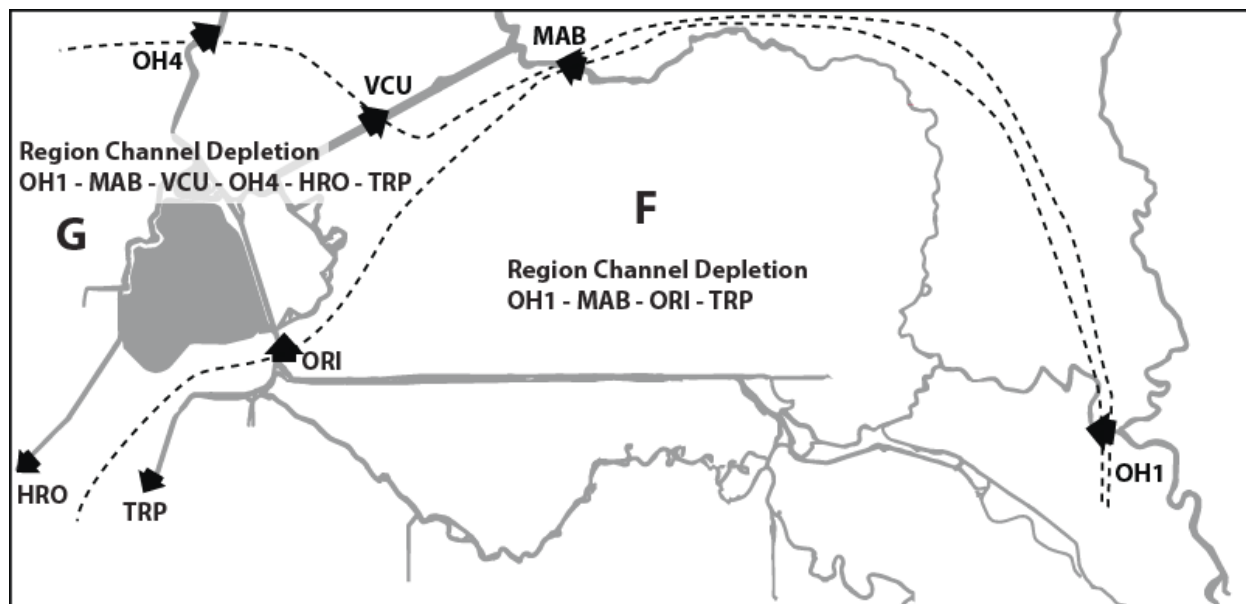 MAB
OH4
VCU
Region Channel Depletion
OH1 - MAB - VCU - OH4 - HRO - TRP
G
F
Region Channel Depletion
OH1 - MAB - ORI - TRP
ORI
HRO
TRP
OH1